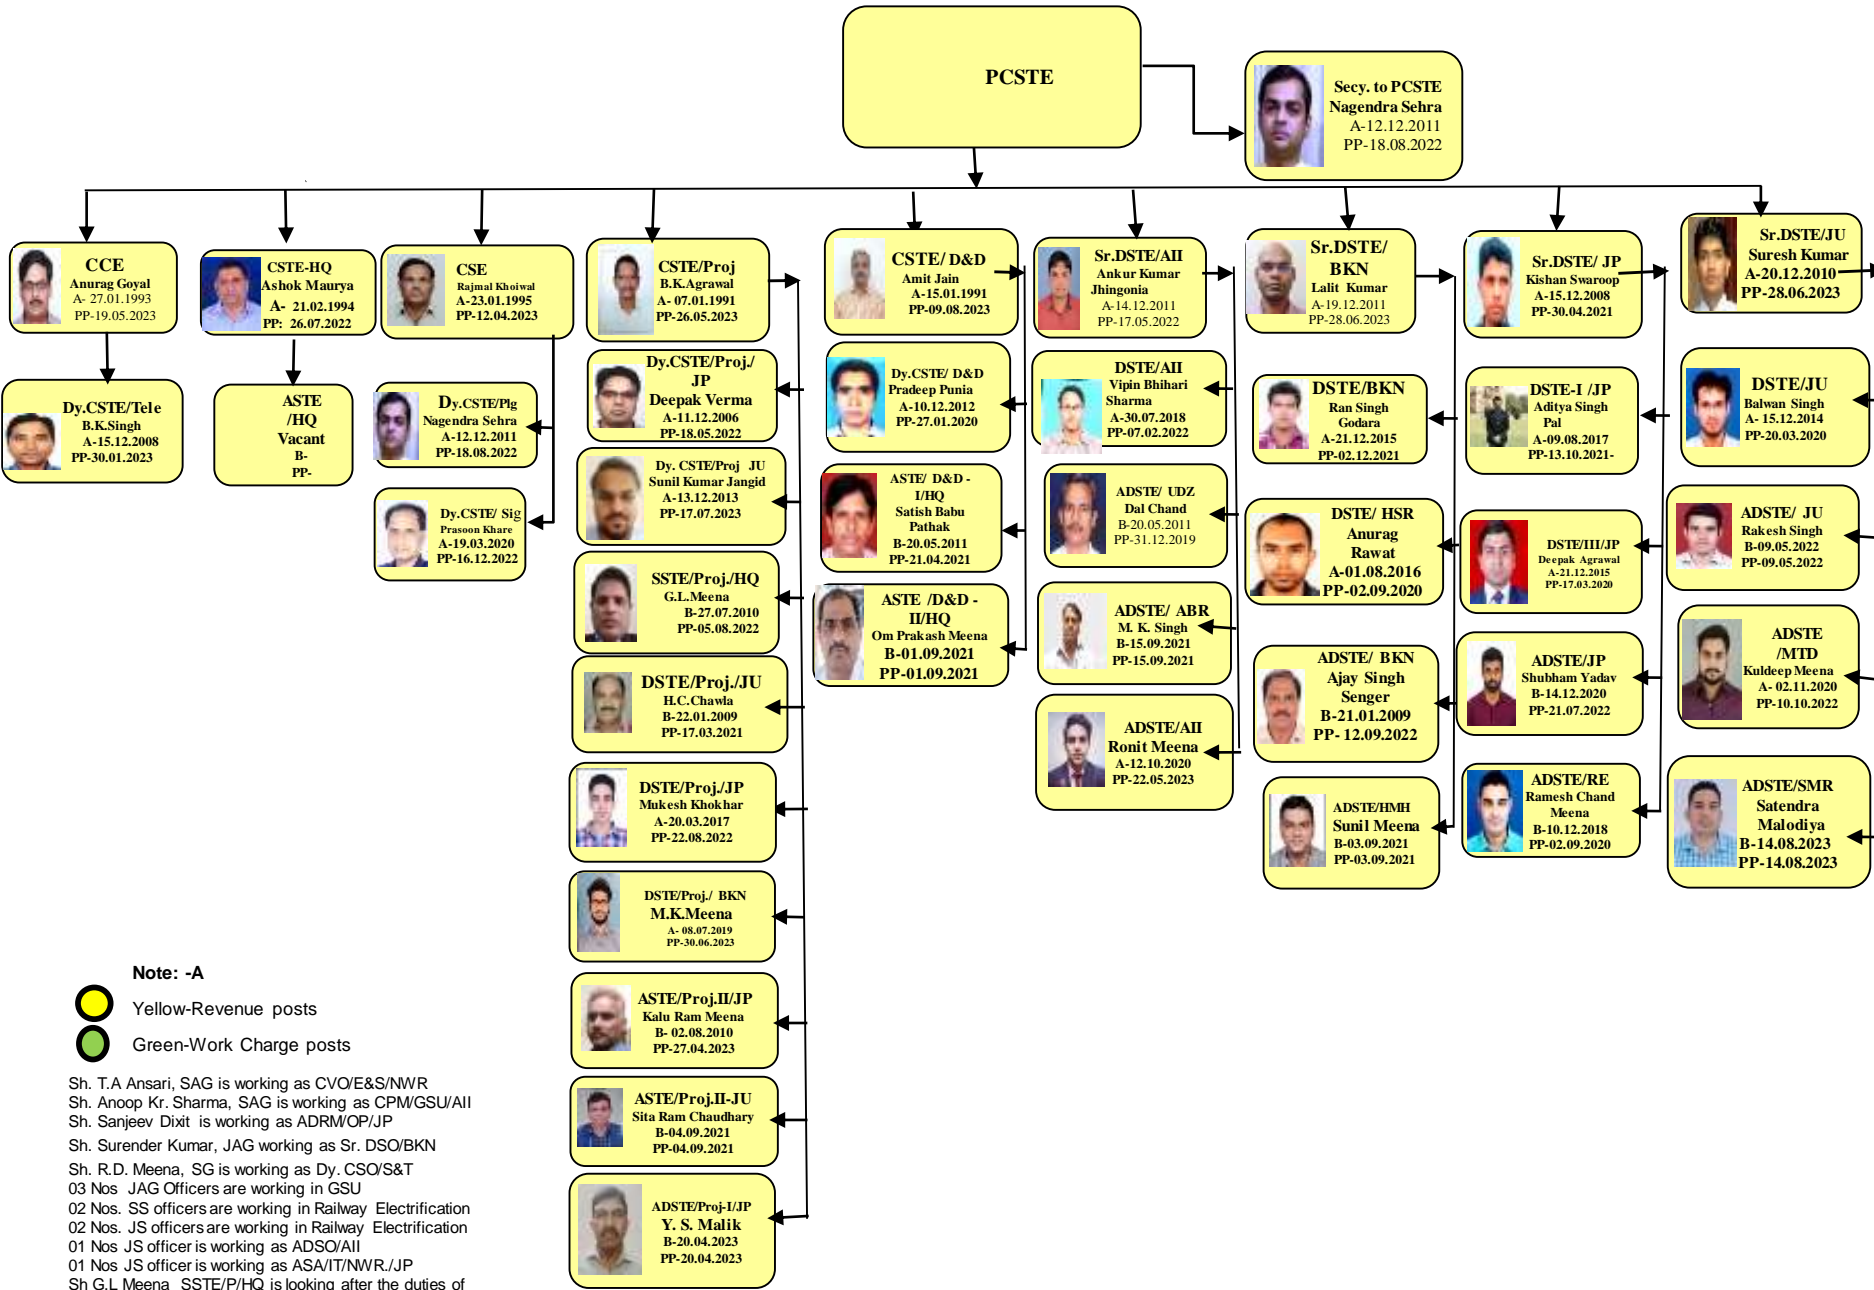 PCSTE
Secy. to PCSTE
Nagendra Sehra
A-12.12.2011
PP-18.08.2022
CCE
Anurag Goyal
A- 27.01.1993
PP-19.05.2023
Dy.CSTE/Tele
B.K.Singh
A-15.12.2008
PP-30.01.2023
CSTE-HQ
Ashok Maurya
A- 21.02.1994
PP: 26.07.2022
ASTE
/HQ
Vacant
B-
PP-
CSE
Rajmal Khoiwal
A-23.01.1995
PP-12.04.2023
Dy.CSTE/Plg
Nagendra Sehra
A-12.12.2011
PP-18.08.2022
Dy.CSTE/ Sig
Prasoon Khare
A-19.03.2020
PP-16.12.2022
CSTE/Proj
B.K.Agrawal
A- 07.01.1991
PP-26.05.2023
Dy.CSTE/Proj./
JP
Deepak Verma
A-11.12.2006
PP-18.05.2022
Dy. CSTE/Proj JU
Sunil Kumar Jangid
A-13.12.2013
PP-17.07.2023
SSTE/Proj./HQ
G.L.Meena
B-27.07.2010
PP-05.08.2022
DSTE/Proj./JU
H.C.Chawla
B-22.01.2009
PP-17.03.2021
DSTE/Proj./JP
Mukesh Khokhar
A-20.03.2017
PP-22.08.2022
DSTE/Proj./ BKN
M.K.Meena
A- 08.07.2019
PP-30.06.2023
ASTE/Proj.II/JP
Kalu Ram Meena
B- 02.08.2010
PP-27.04.2023
ASTE/Proj.II-JU
Sita Ram Chaudhary
B-04.09.2021
PP-04.09.2021
ADSTE/Proj-I/JP
Y. S. Malik
B-20.04.2023
PP-20.04.2023
CSTE/ D&D
Amit Jain
A-15.01.1991
PP-09.08.2023
Dy.CSTE/ D&D
Pradeep Punia
A-10.12.2012
PP-27.01.2020
ASTE/ D&D -
I/HQ
Satish Babu
Pathak
B-20.05.2011
PP-21.04.2021
ASTE /D&D -
II/HQ
Om Prakash Meena
B-01.09.2021
PP-01.09.2021
Sr.DSTE/AII
Ankur Kumar
Jhingonia
A-14.12.2011
PP-17.05.2022
DSTE/AII
Vipin Bhihari
Sharma
A-30.07.2018
PP-07.02.2022
ADSTE/ UDZ
Dal Chand
B-20.05.2011
PP-31.12.2019
ADSTE/ ABR
M. K. Singh
B-15.09.2021
PP-15.09.2021
ADSTE/AII
Ronit Meena
A-12.10.2020
PP-22.05.2023
Sr.DSTE/
BKN
Lalit Kumar
A-19.12.2011
PP-28.06.2023
DSTE/BKN
Ran Singh
Godara
A-21.12.2015
PP-02.12.2021
DSTE/ HSR
Anurag
Rawat
A-01.08.2016
PP-02.09.2020
ADSTE/ BKN
Ajay Singh
Senger
B-21.01.2009
PP- 12.09.2022
ADSTE/HMH
Sunil Meena
B-03.09.2021
PP-03.09.2021
Sr.DSTE/ JP
Kishan Swaroop
A-15.12.2008
PP-30.04.2021
DSTE-I /JP
Aditya Singh
Pal
A-09.08.2017
PP-13.10.2021-
DSTE/III/JP
Deepak Agrawal
A-21.12.2015
PP-17.03.2020
ADSTE/JP
Shubham Yadav
B-14.12.2020
PP-21.07.2022
ADSTE/RE
Ramesh Chand
Meena
B-10.12.2018
PP-02.09.2020
Sr.DSTE/JU
Suresh Kumar
A-20.12.2010
PP-28.06.2023
DSTE/JU
Balwan Singh
A- 15.12.2014
PP-20.03.2020
ADSTE/ JU
Rakesh Singh
B-09.05.2022
PP-09.05.2022
ADSTE
/MTD
Kuldeep Meena
A- 02.11.2020
PP-10.10.2022
ADSTE/SMR
Satendra
Malodiya
B-14.08.2023
PP-14.08.2023
Note: -A
Yellow-Revenue posts
Green-Work Charge posts
Sh. T.A Ansari, SAG is working as CVO/E&S/NWR
Sh. Anoop Kr. Sharma, SAG is working as CPM/GSU/AII
Sh. Sanjeev Dixit is working as ADRM/OP/JP
Sh. Surender Kumar, JAG working as Sr. DSO/BKN
Sh. R.D. Meena, SG is working as Dy. CSO/S&T
03 Nos JAG Officers are working in GSU
02 Nos. SS officers are working in Railway Electrification
02 Nos. JS officers are working in Railway Electrification
01 Nos JS officer is working as ADSO/AII
01 Nos JS officer is working as ASA/IT/NWR./JP
Sh G.L Meena SSTE/P/HQ is looking after the duties of